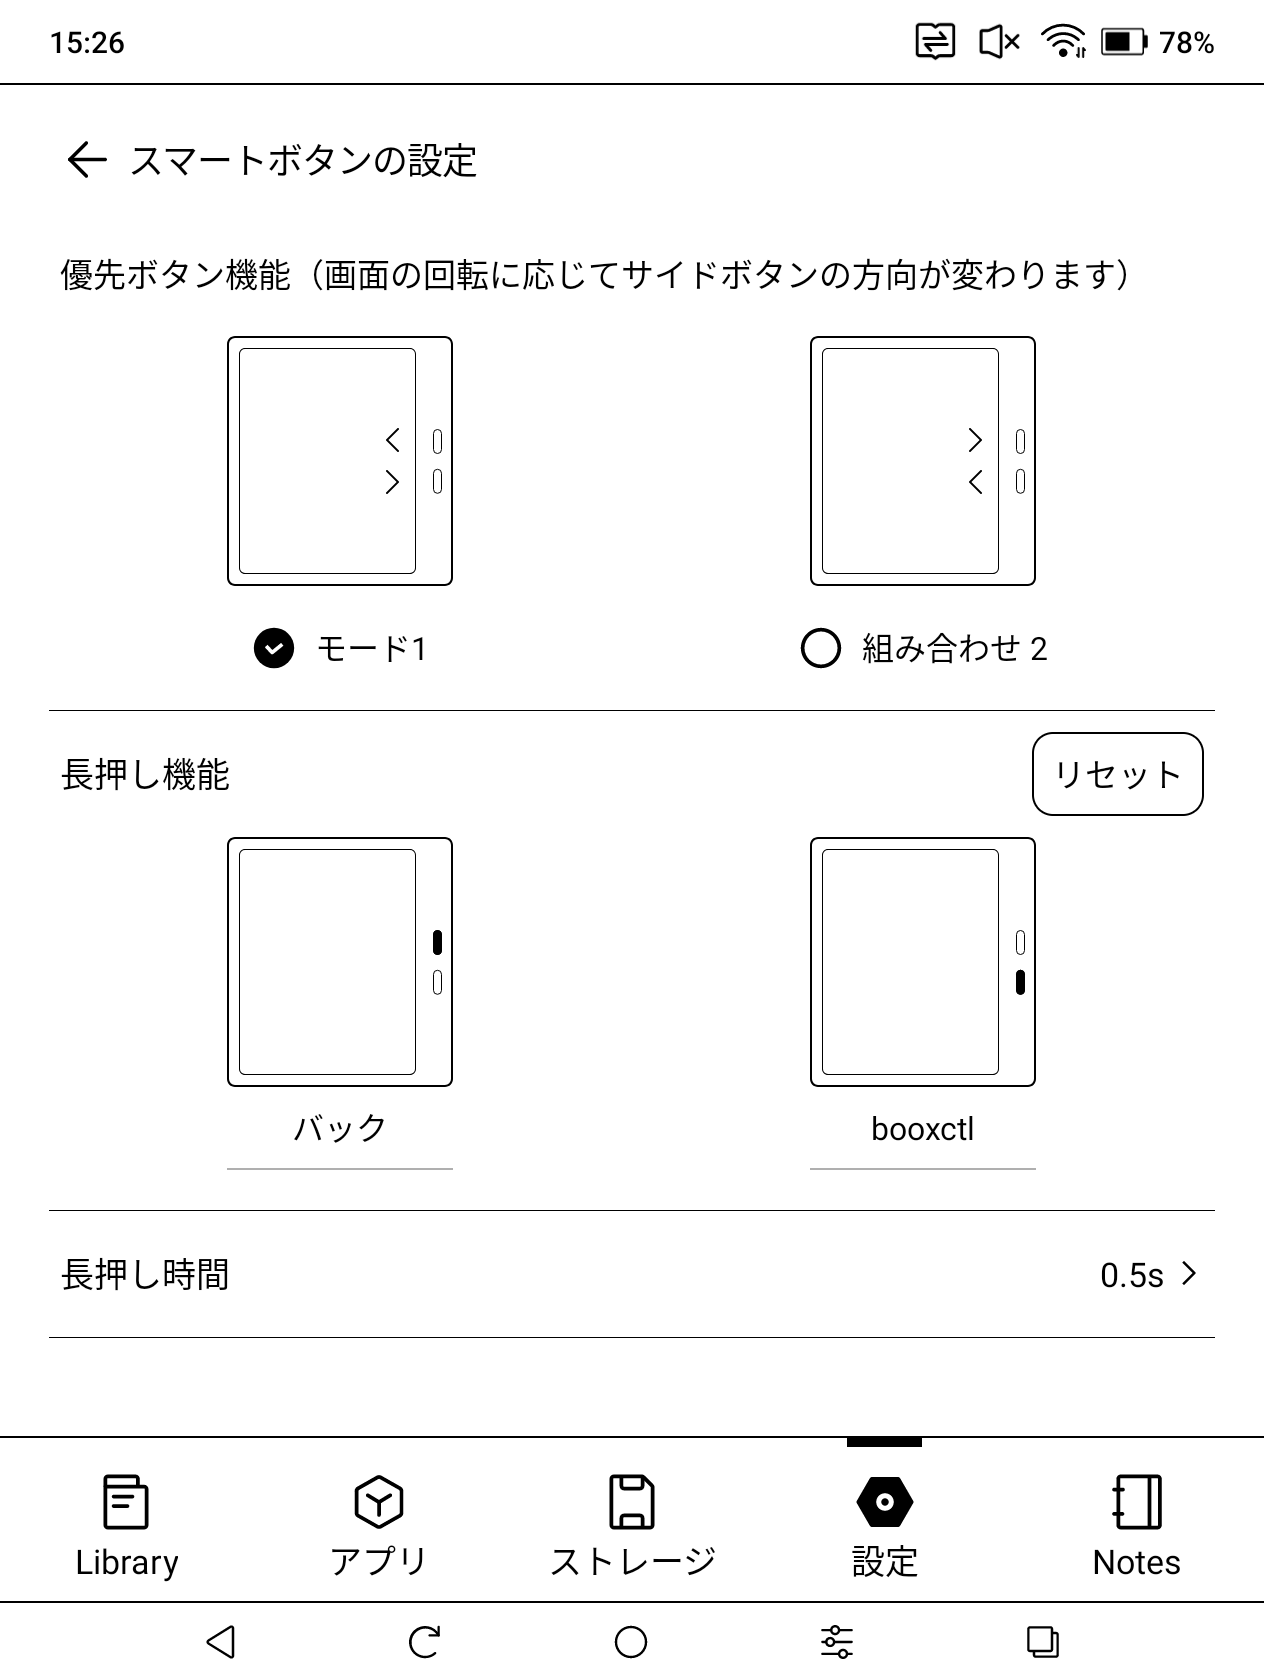 15:26
78%
スマートボタンの設定
優先ボタン機能（画面の回転に応じてサイドボタンの方向が変わります）
モード1
組み合わせ 2
長押し機能
リセット
バック
booxctl
長押し時間
0.5s
Library
アプリ
ストレージ
設定
Notes